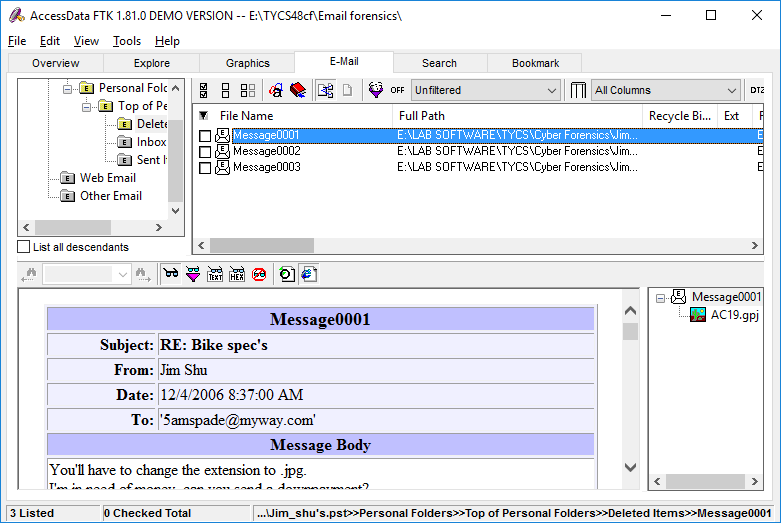 AccessData FTK 1.81.0 DEMO VERSION -- E:\TYCS48cf\Email forensics\
File Edit View Tools Help
Overview Explore Graphics E-Mail Search Bookmark
Personal Fold
Top of Pe
Delete
Inbox
Sent It
Web Email
Other Email
List all descendants
OFF Unfiltered All Columns DTZ
File Name Full Path Recycle Bi... Ext F
Message0001 E:\LAB SOFTWARE\TYCS\Cyber Forensics\Jim... E
Message0002 E:\LAB SOFTWARE\TYCS\Cyber Forensics\Jim... E
Message0003 E:\LAB SOFTWARE\TYCS\Cyber Forensics\Jim... E
TEXT HEX
Message0001
Subject: RE: Bike spec's
From: Jim Shu
Date: 12/4/2006 8:37:00 AM
To: '5amspade@myway.com'
Message Body
You'll have to change the extension to .jpg.
I'm in need of money, can you send a downpayment?
Message0001
AC19.gpj
3 Listed 0 Checked Total ...\Jim_shu's.pst>>Personal Folders>>Top of Personal Folders>>Deleted Items>>Message0001